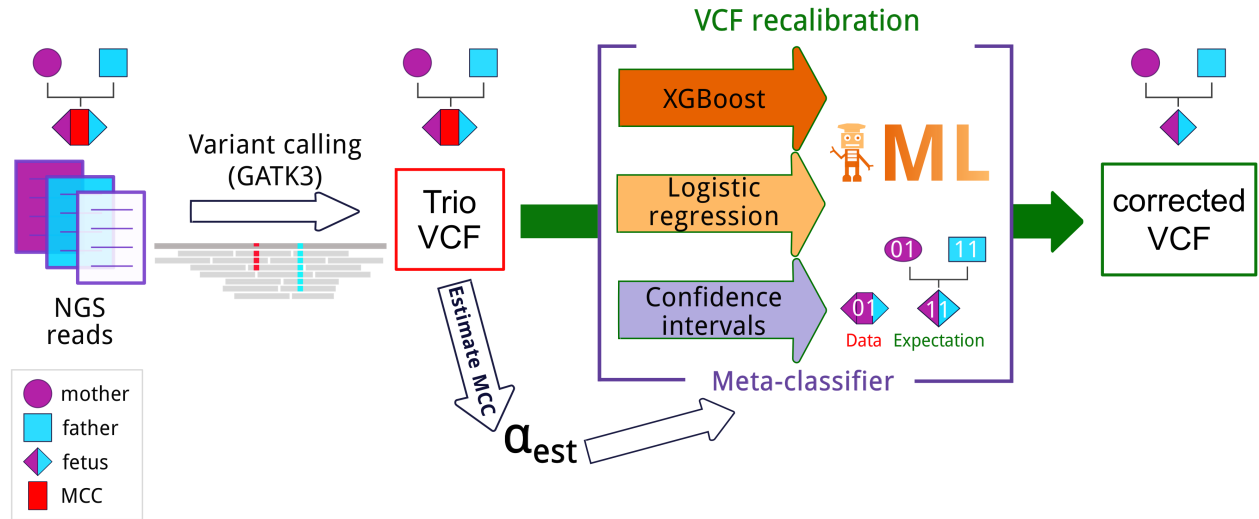 VCF recalibration
Variant calling
(GATK3)
NGS
reads
Trio
VCF
Estimate MCC
αest
XGBoost
Logistic
regression
Confidence
intervals
ML
01
11
01
11
Data
Expectation
Meta-classifier
corrected
VCF
mother
father
fetus
MCC